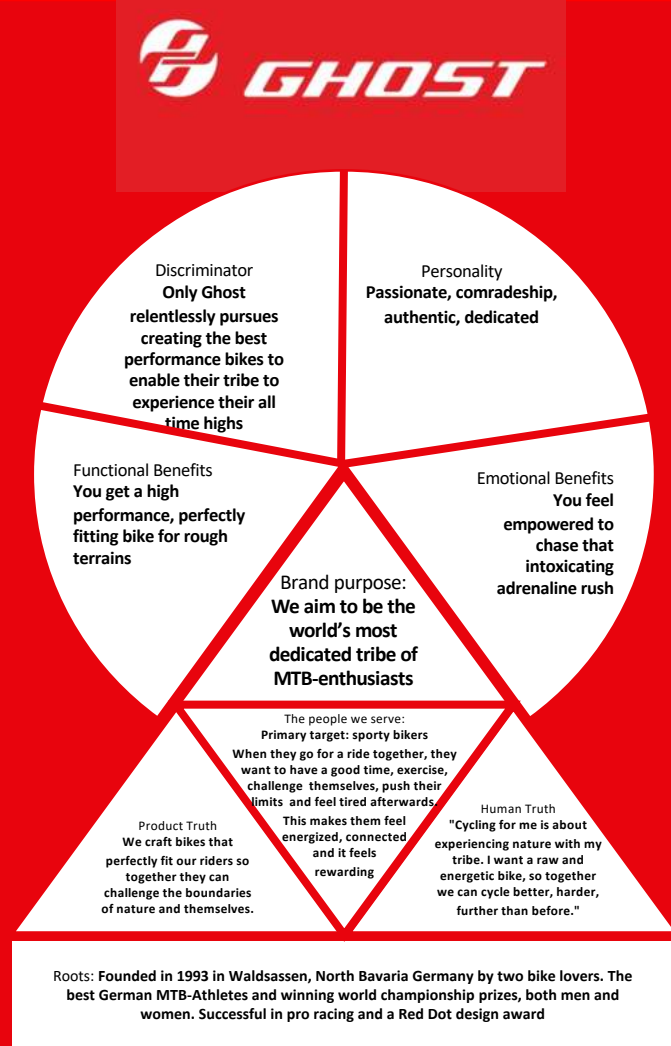 GHOST
Discriminator
Only Ghost
relentlessly pursues
creating the best
performance bikes to
enable their tribe to
experience their all
time highs
Personality
Passionate, comradeship,
authentic, dedicated
Functional Benefits
You get a high
performance, perfectly
fitting bike for rough
terrains
Emotional Benefits
You feel
empowered to
chase that
intoxicating
adrenaline rush
Brand purpose:
We aim to be the
world’s most
dedicated tribe of
MTB-enthusiasts
The people we serve:
Primary target: sporty bikers
When they go for a ride together, they
want to have a good time, exercise,
challenge themselves, push their
limits and feel tired afterwards.
This makes them feel
energized, connected
and it feels
rewarding
Product Truth
We craft bikes that
perfectly fit our riders so
together they can
challenge the boundaries
of nature and themselves.
Human Truth
"Cycling for me is about
experiencing nature with my
tribe. I want a raw and
energetic bike, so together
we can cycle better, harder,
further than before."
Roots: Founded in 1993 in Waldsassen, North Bavaria Germany by two bike lovers. The
best German MTB-Athletes and winning world championship prizes, both men and
women. Successful in pro racing and a Red Dot design award